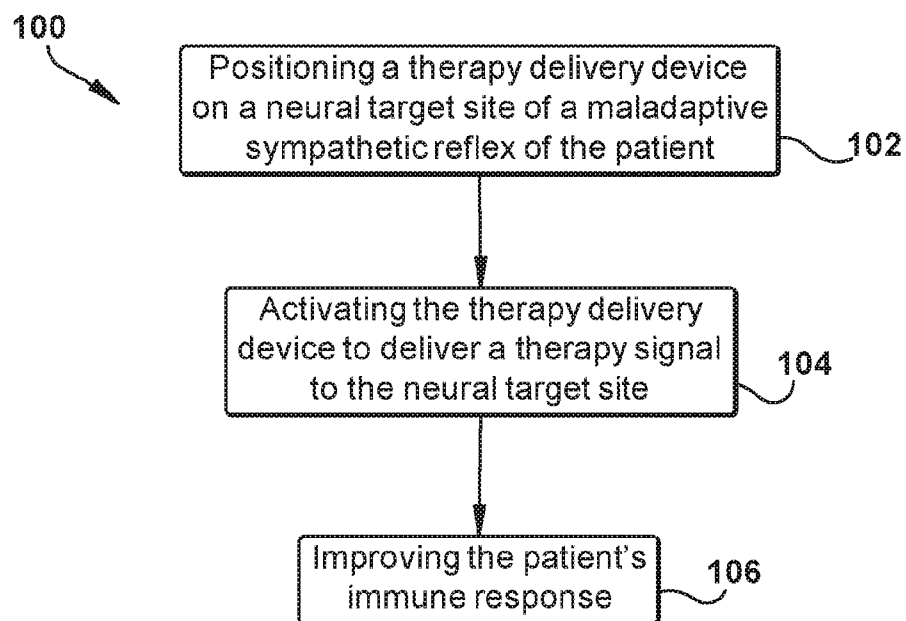 100
Positioning a therapy delivery device
on a neural target site of a maladaptive
sympathetic reflex of the patient
102
Activating the therapy delivery
device to deliver a therapy signal
to the neural target site
104
Improving the patient's
immune response
106